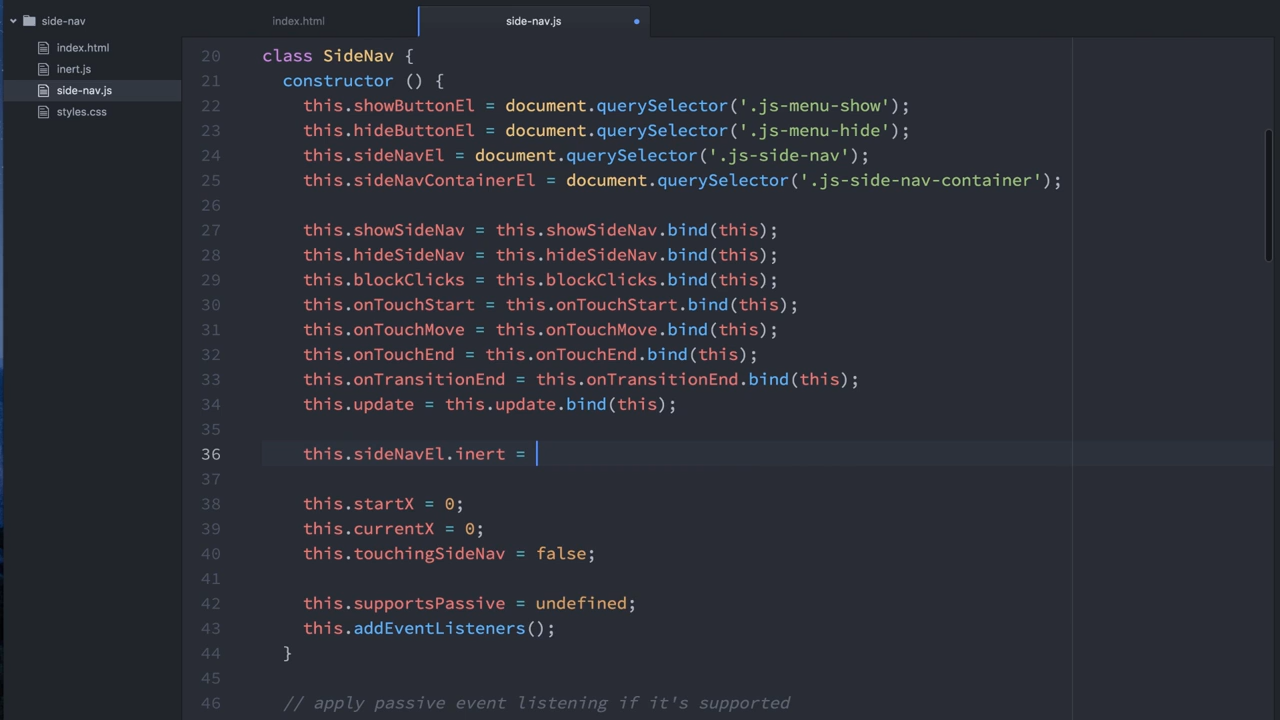 side-nav
index.html
inert.js
side-nav.js
styles.css
index.html
side-nav.js
20 class SideNav {
21 constructor () {
22 this.showButtonEl = document.querySelector('.js-menu-show');
23 this.hideButtonEl = document.querySelector('.js-menu-hide');
24 this.sideNavEl = document.querySelector('.js-side-nav');
25 this.sideNavContainerEl = document.querySelector('.js-side-nav-container');
26
27 this.showSideNav = this.showSideNav.bind(this);
28 this.hideSideNav = this.hideSideNav.bind(this);
29 this.blockClicks = this.blockClicks.bind(this);
30 this.onTouchStart = this.onTouchStart.bind(this);
31 this.onTouchMove = this.onTouchMove.bind(this);
32 this.onTouchEnd = this.onTouchEnd.bind(this);
33 this.onTransitionEnd = this.onTransitionEnd.bind(this);
34 this.update = this.update.bind(this);
35
36 this.sideNavEl.inert =
37
38 this.startX = 0;
39 this.currentX = 0;
40 this.touchingSideNav = false;
41
42 this.supportsPassive = undefined;
43 this.addEventListeners();
44 }
45
46 // apply passive event listening if it's supported